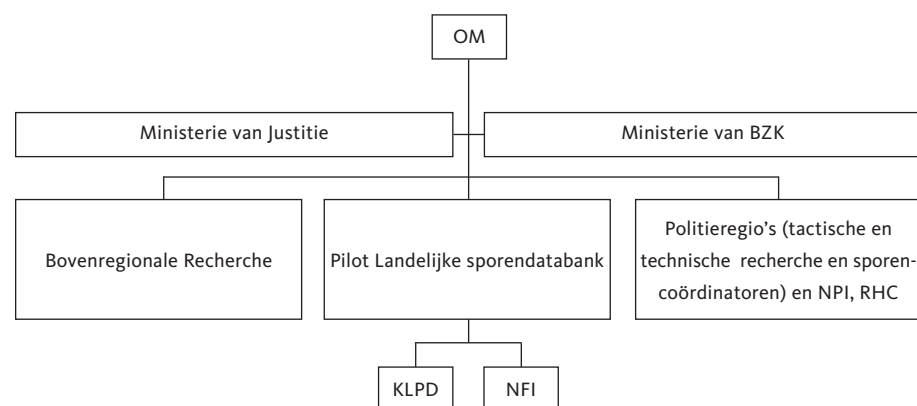 OM
Ministerie van Justitie
Ministerie van BZK
Bovenregionale Recherche
Pilot Landelijke sporendatabank
Politieregio's (tactische en
technische recherche en sporen-
coördinatoren) en NPI, RHC
KLPD
NFI